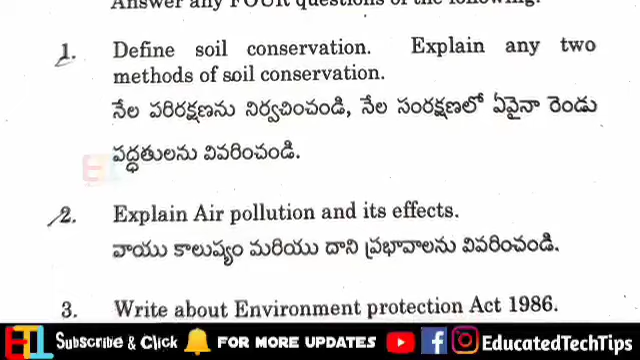 Answer any FOUR questions of the following.
1. Define soil conservation. Explain any two
methods of soil conservation.
నేల పరిరక్షణను నిర్వచించండి, నేల సంరక్షణలో ఏవైనా రెండు
పద్ధతులను వివరించండి.
2. Explain Air pollution and its effects.
వాయు కాలుష్యం మరియు దాని ప్రభావాలను వివరించండి.
3. Write about Environment protection Act 1986.
ETL Subscribe & Click FOR MORE UPDATES EducatedTechTips